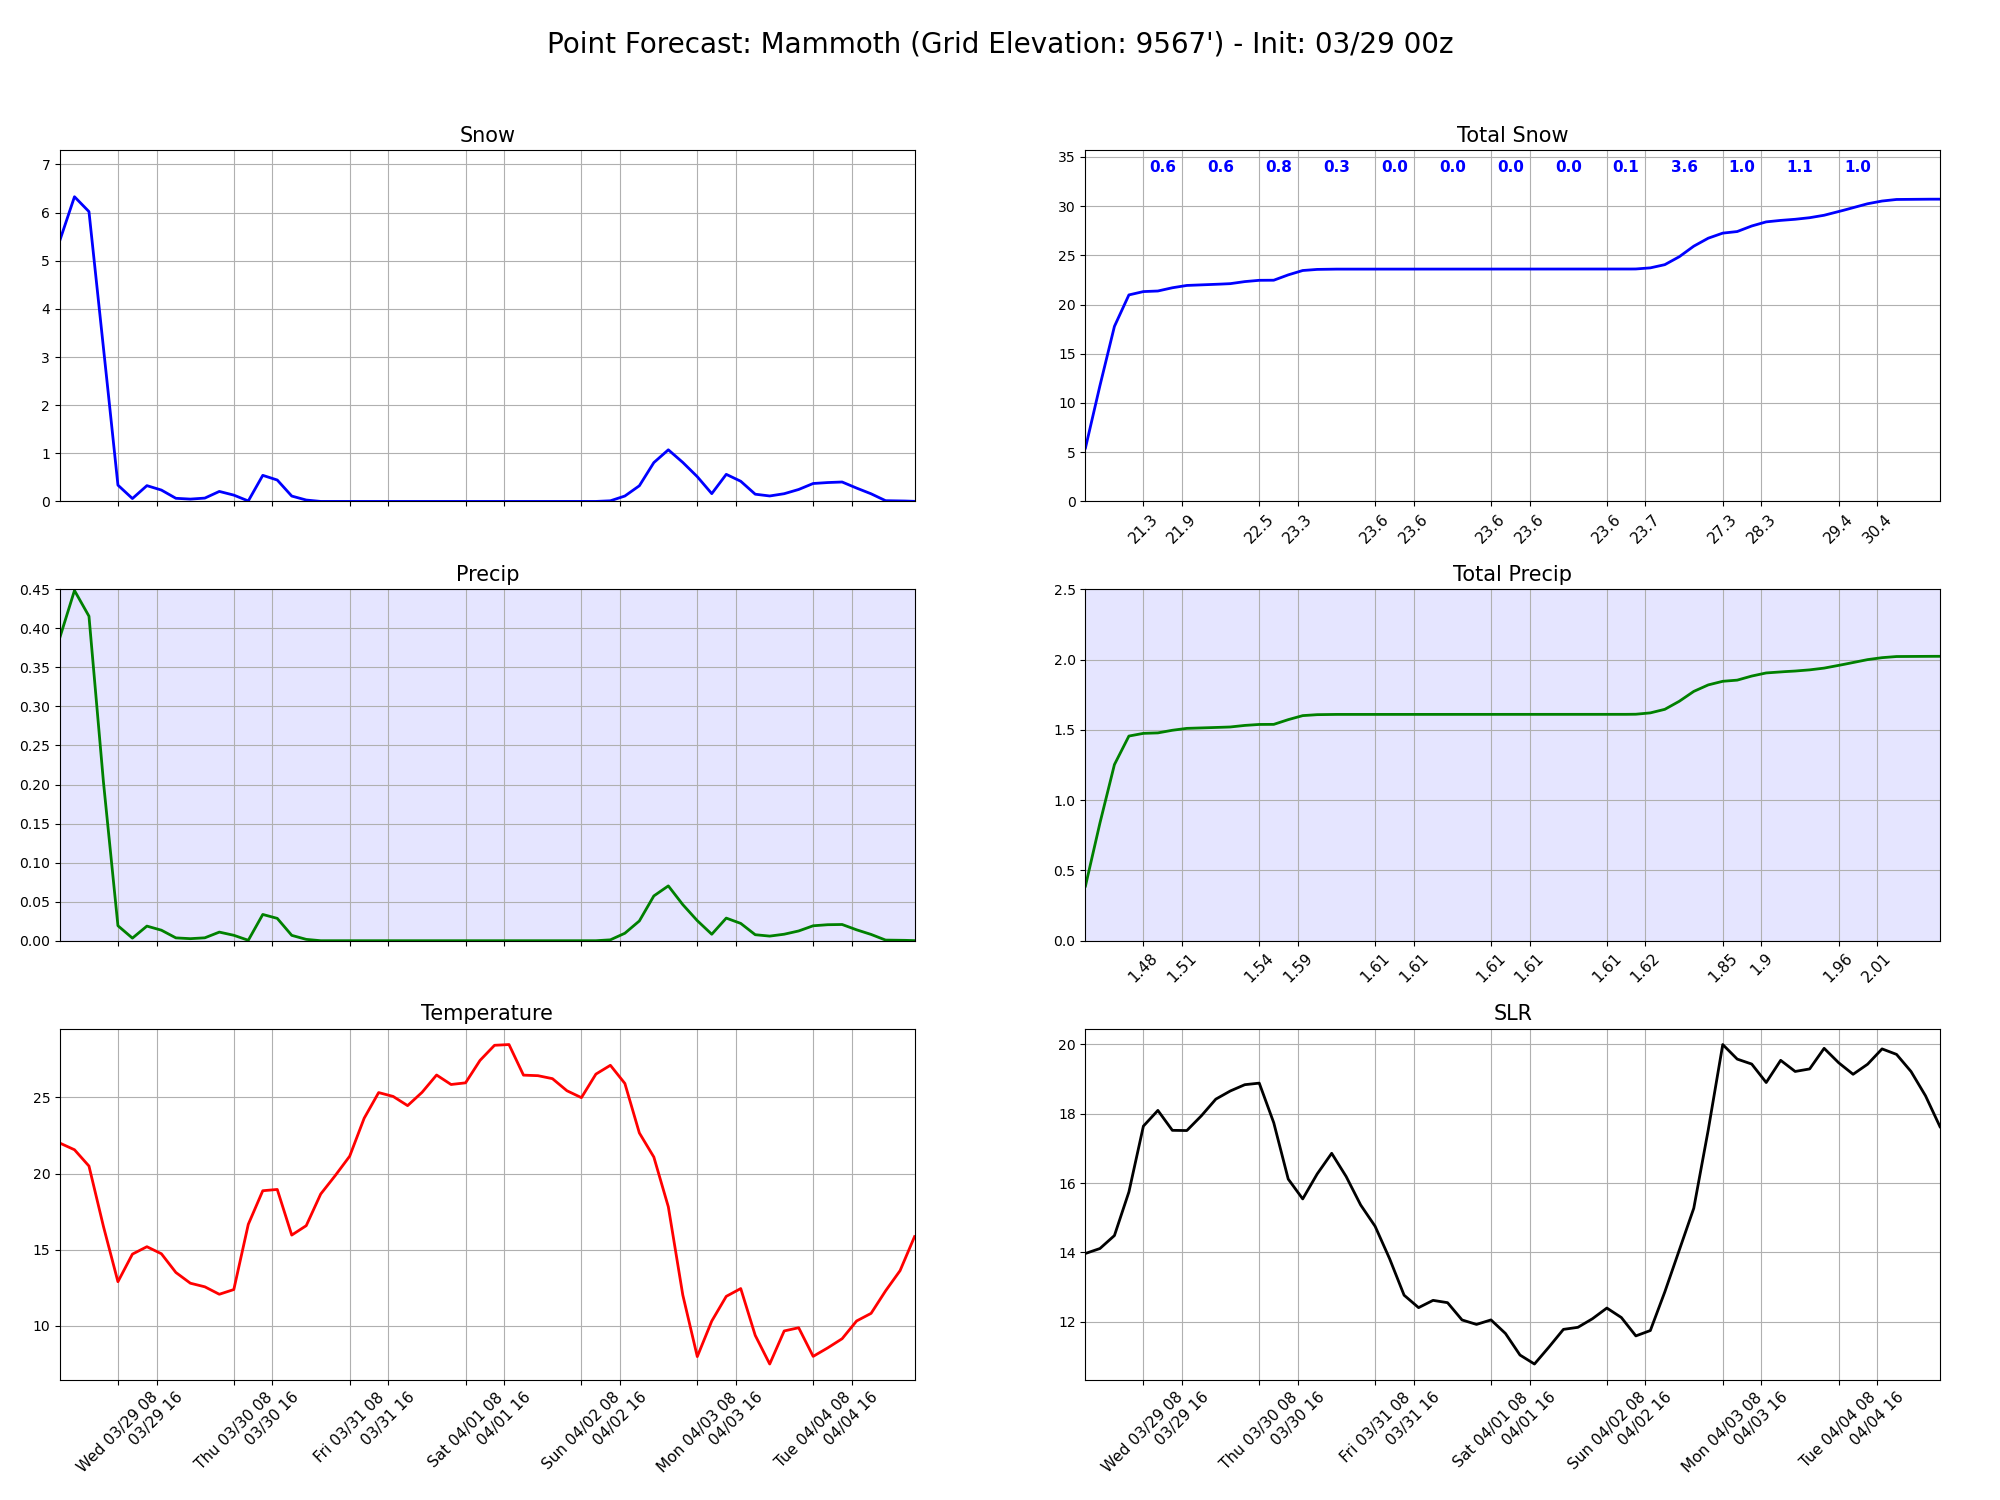 Point Forecast: Mammoth (Grid Elevation: 9567') - Init: 03/29 00z
Snow
7
6
5
4
3
2
1
0
Total Snow
35
30
25
20
15
10
5
0
0.6 0.6 0.8 0.3 0.0 0.0 0.0 0.0 0.1 3.6 1.0 1.1 1.0
21.3 21.9 22.5 23.3 23.6 23.6 23.6 23.6 23.6 23.7 27.3 28.3 29.4 30.4
Precip
0.45
0.40
0.35
0.30
0.25
0.20
0.15
0.10
0.05
0.00
Total Precip
2.5
2.0
1.5
1.0
0.5
0.0
1.48 1.51 1.54 1.59 1.61 1.61 1.61 1.61 1.61 1.62 1.85 1.9 1.96 2.01
Temperature
25
20
15
10
Wed 03/29 08
03/29 16
Thu 03/30 08
03/30 16
Fri 03/31 08
03/31 16
Sat 04/01 08
04/01 16
Sun 04/02 08
04/02 16
Mon 04/03 08
04/03 16
Tue 04/04 08
04/04 16
SLR
20
18
16
14
12
Wed 03/29 08
03/29 16
Thu 03/30 08
03/30 16
Fri 03/31 08
03/31 16
Sat 04/01 08
04/01 16
Sun 04/02 08
04/02 16
Mon 04/03 08
04/03 16
Tue 04/04 08
04/04 16